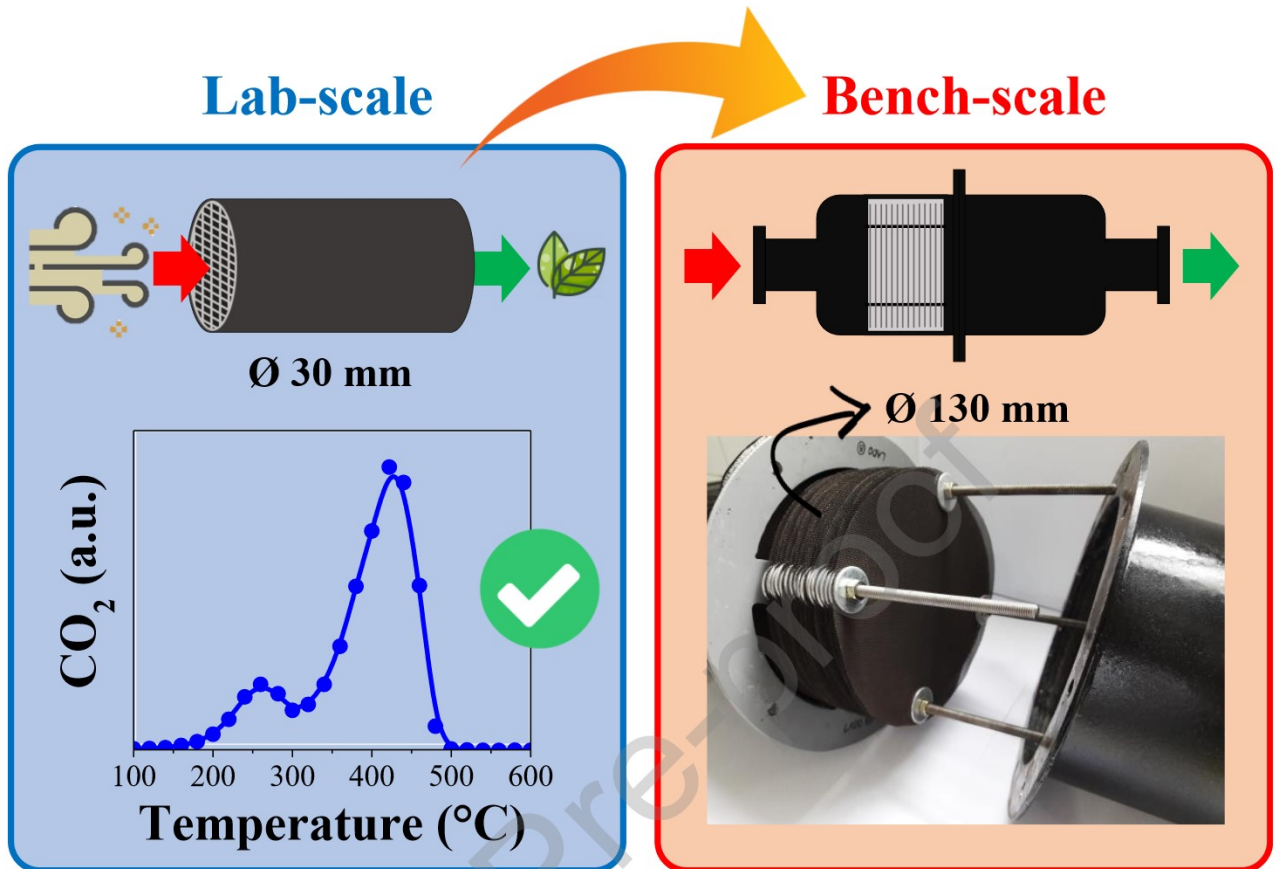 Lab-scale
Bench-scale
Ø 30 mm
Ø 130 mm
CO₂ (a.u.)
100 200 300 400 500 600
Temperature (°C)
Pre-proof